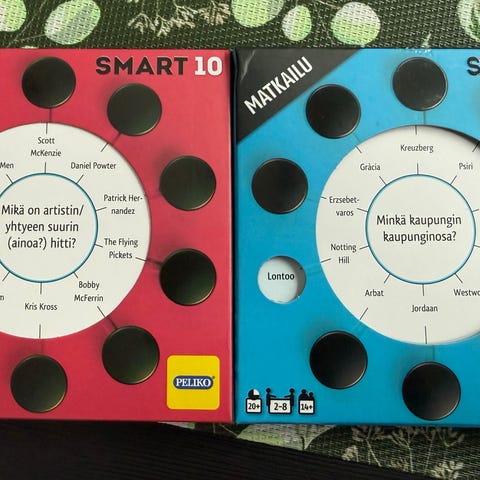 SMART 10
Scott
McKenzie
Men
Daniel Powter
Patrick Her-
nandez
Mikä on artistin/
yhtyeen suurin
(ainoa?) hitti?
The Flying
Pickets
Bobby
McFerrin
Kris Kross
PELIKO
MATKAILU
Kreuzberg
Gràcia
Psiri
Erzsebet-
varos
Minkä kaupungin
kaupunginosa?
Notting
Hill
Lontoo
Arbat
Westwo
Jordaan
20+
2-8
14+